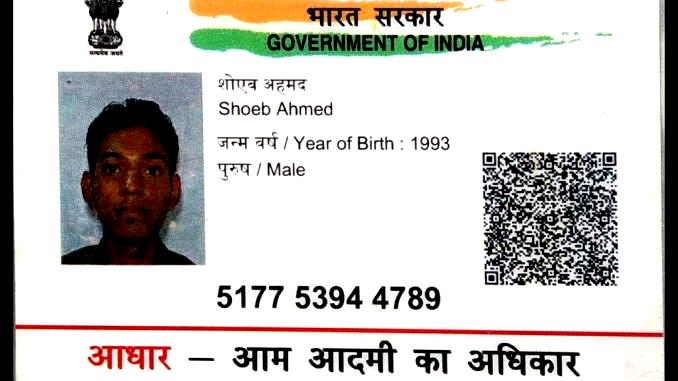 सत्यमेव जयते
भारत सरकार
GOVERNMENT OF INDIA
शोएव अहमद
Shoeb Ahmed
जन्म वर्ष / Year of Birth : 1993
पुरुष / Male
5177 5394 4789
आधार — आम आदमी का अधिकार